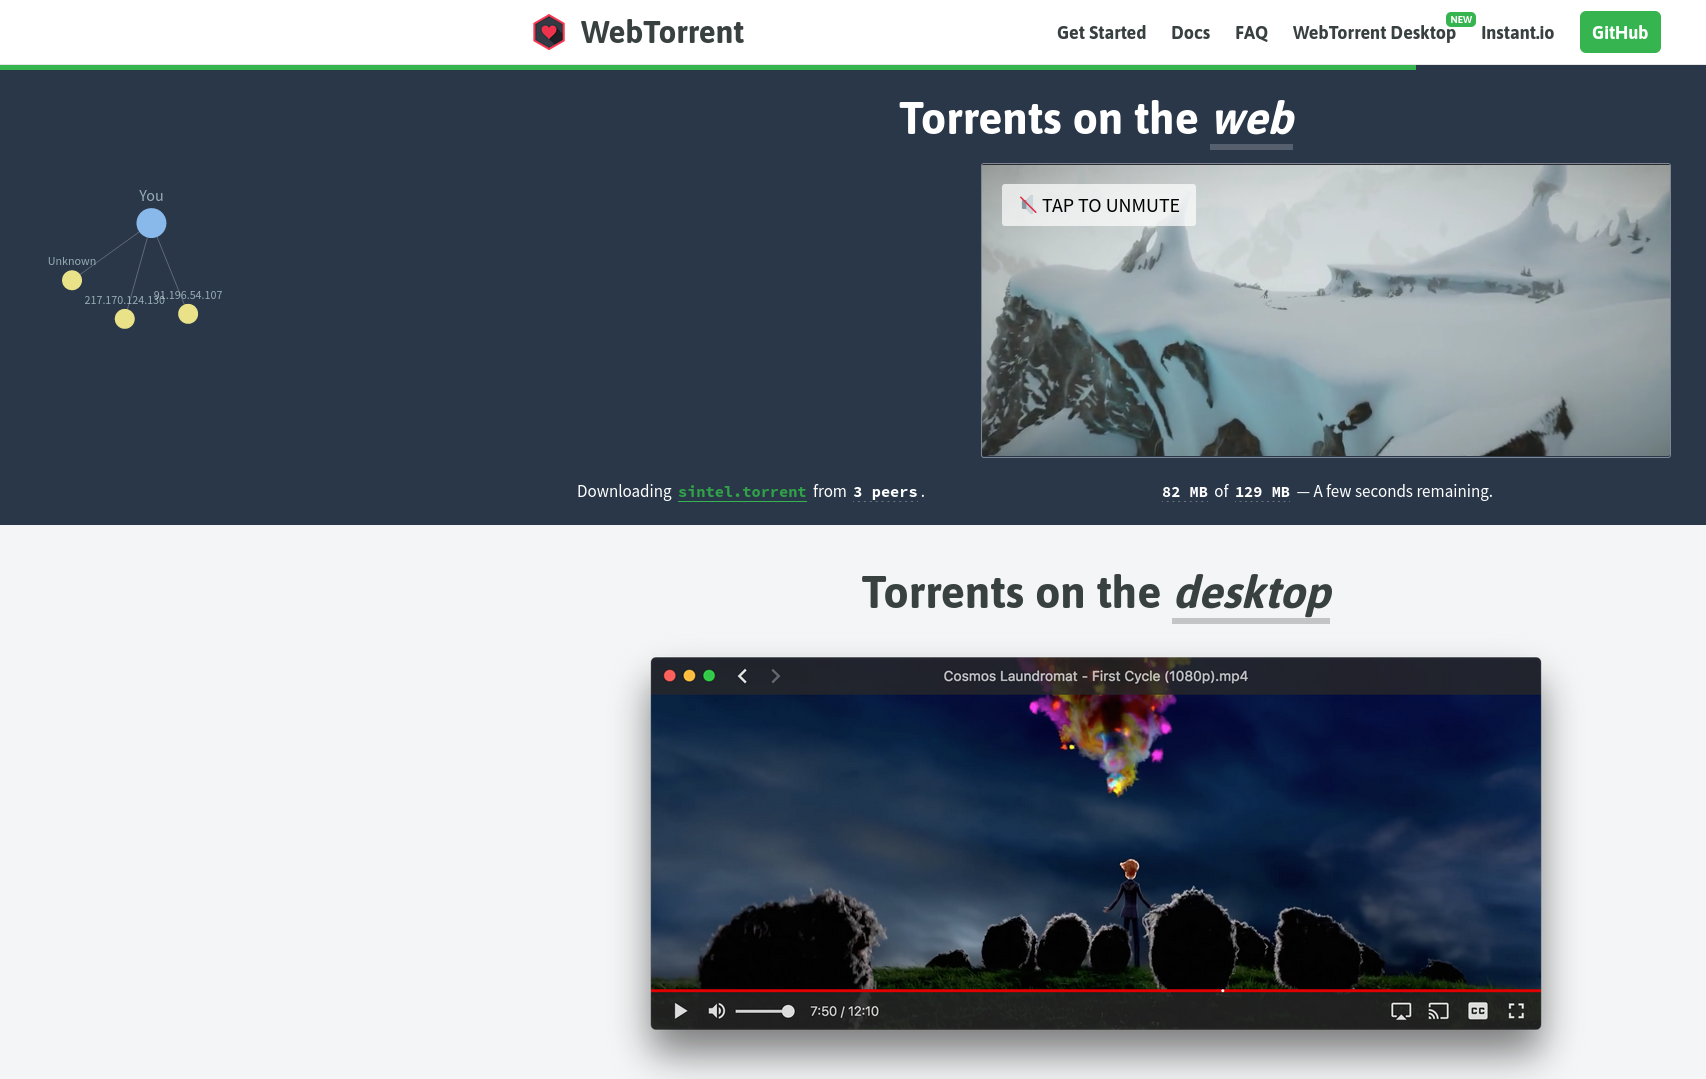 WebTorrent
Get Started Docs FAQ WebTorrent Desktop NEW Instant.io GitHub
Torrents on the web
TAP TO UNMUTE
You
Unknown
217.170.124.130
91.196.54.107
Downloading sintel.torrent from 3 peers.
82 MB of 129 MB — A few seconds remaining.
Torrents on the desktop
Cosmos Laundromat - First Cycle (1080p).mp4
7:50 / 12:10
CC